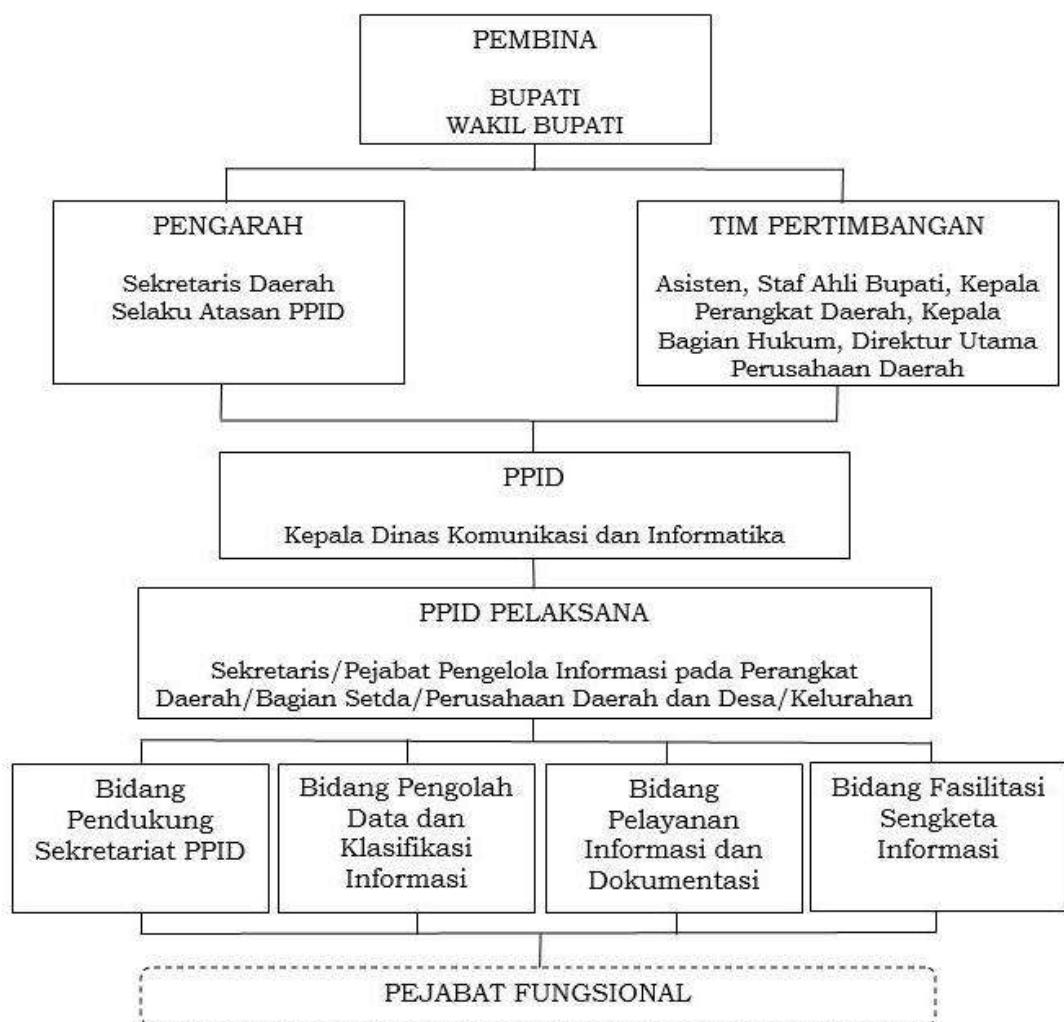 PEMBINA
BUPATI
WAKIL BUPATI
PENGARAH
Sekretaris Daerah
Selaku Atasan PPID
TIM PERTIMBANGAN
Asisten, Staf Ahli Bupati, Kepala
Perangkat Daerah, Kepala
Bagian Hukum, Direktur Utama
Perusahaan Daerah
PPID
Kepala Dinas Komunikasi dan Informatika
PPID PELAKSANA
Sekretaris/Pejabat Pengelola Informasi pada Perangkat
Daerah/Bagian Setda/Perusahaan Daerah dan Desa/Kelurahan
Bidang
Pendukung
Sekretariat PPID
Bidang Pengolah
Data dan
Klasifikasi
Informasi
Bidang
Pelayanan
Informasi dan
Dokumentasi
Bidang Fasilitasi
Sengketa
Informasi
PEJABAT FUNGSIONAL